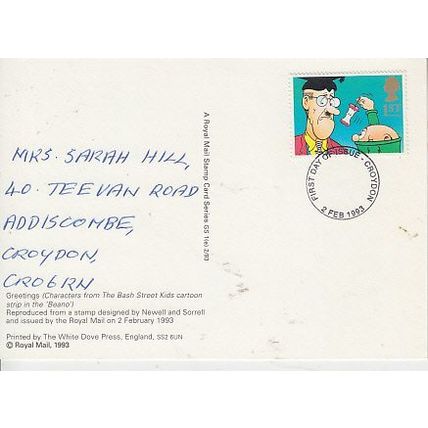 MRS. SARAH HILL,
40. TEEVAN ROAD
ADDISCOMBE,
CROYDON,
CRO6RN
Greetings (Characters from The Bash Street Kids cartoon
strip in the 'Beano')
Reproduced from a stamp designed by Newell and Sorrell
and issued by the Royal Mail on 2 February 1993
Printed by The White Dove Press, England, SS2 6UN
© Royal Mail, 1993
A Royal Mail Stamp Card Series GS 1(e) 2/93
1ST
FIRST DAY OF ISSUE · CROYDON
2 FEB 1993